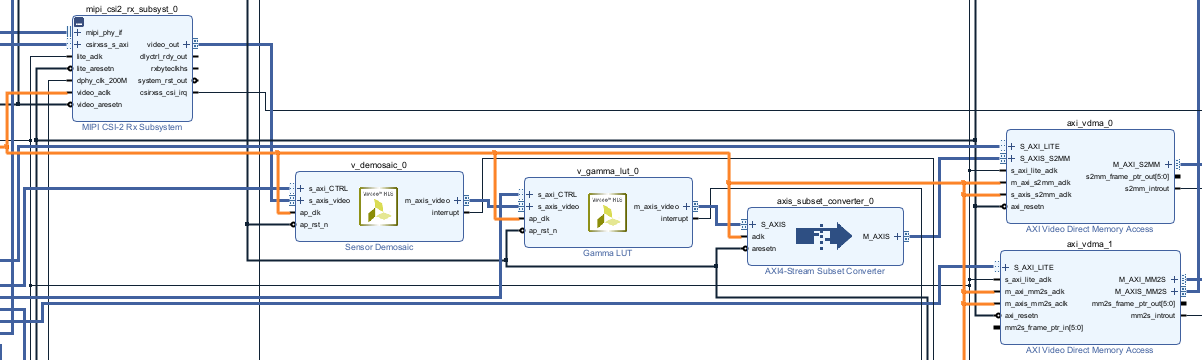 mipi_csi2_rx_subsyst_0
mipi_phy_if
csirxss_s_axi
lite_aclk
lite_aresetn
dphy_clk_200M
video_aclk
video_aresetn
video_out
dlyctrl_rdy_out
rxbyteclkhs
system_rst_out
csirxss_csi_irq
MIPI CSI-2 Rx Subsystem
v_demosaic_0
s_axi_CTRL
s_axis_video
ap_clk
ap_rst_n
m_axis_video
interrupt
Sensor Demosaic
v_gamma_lut_0
s_axi_CTRL
s_axis_video
ap_clk
ap_rst_n
m_axis_video
interrupt
Gamma LUT
axis_subset_converter_0
S_AXIS
aclk
aresetn
M_AXIS
AXI4-Stream Subset Converter
axi_vdma_0
S_AXI_LITE
S_AXIS_S2MM
s_axi_lite_aclk
m_axi_s2mm_aclk
s_axis_s2mm_aclk
axi_resetn
M_AXI_S2MM
s2mm_frame_ptr_out[5:0]
s2mm_introut
AXI Video Direct Memory Access
axi_vdma_1
S_AXI_LITE
s_axi_lite_aclk
m_axi_mm2s_aclk
m_axis_mm2s_aclk
axi_resetn
mm2s_frame_ptr_in[5:0]
M_AXI_MM2S
M_AXIS_MM2S
mm2s_frame_ptr_out[5:0]
mm2s_introut
AXI Video Direct Memory Access